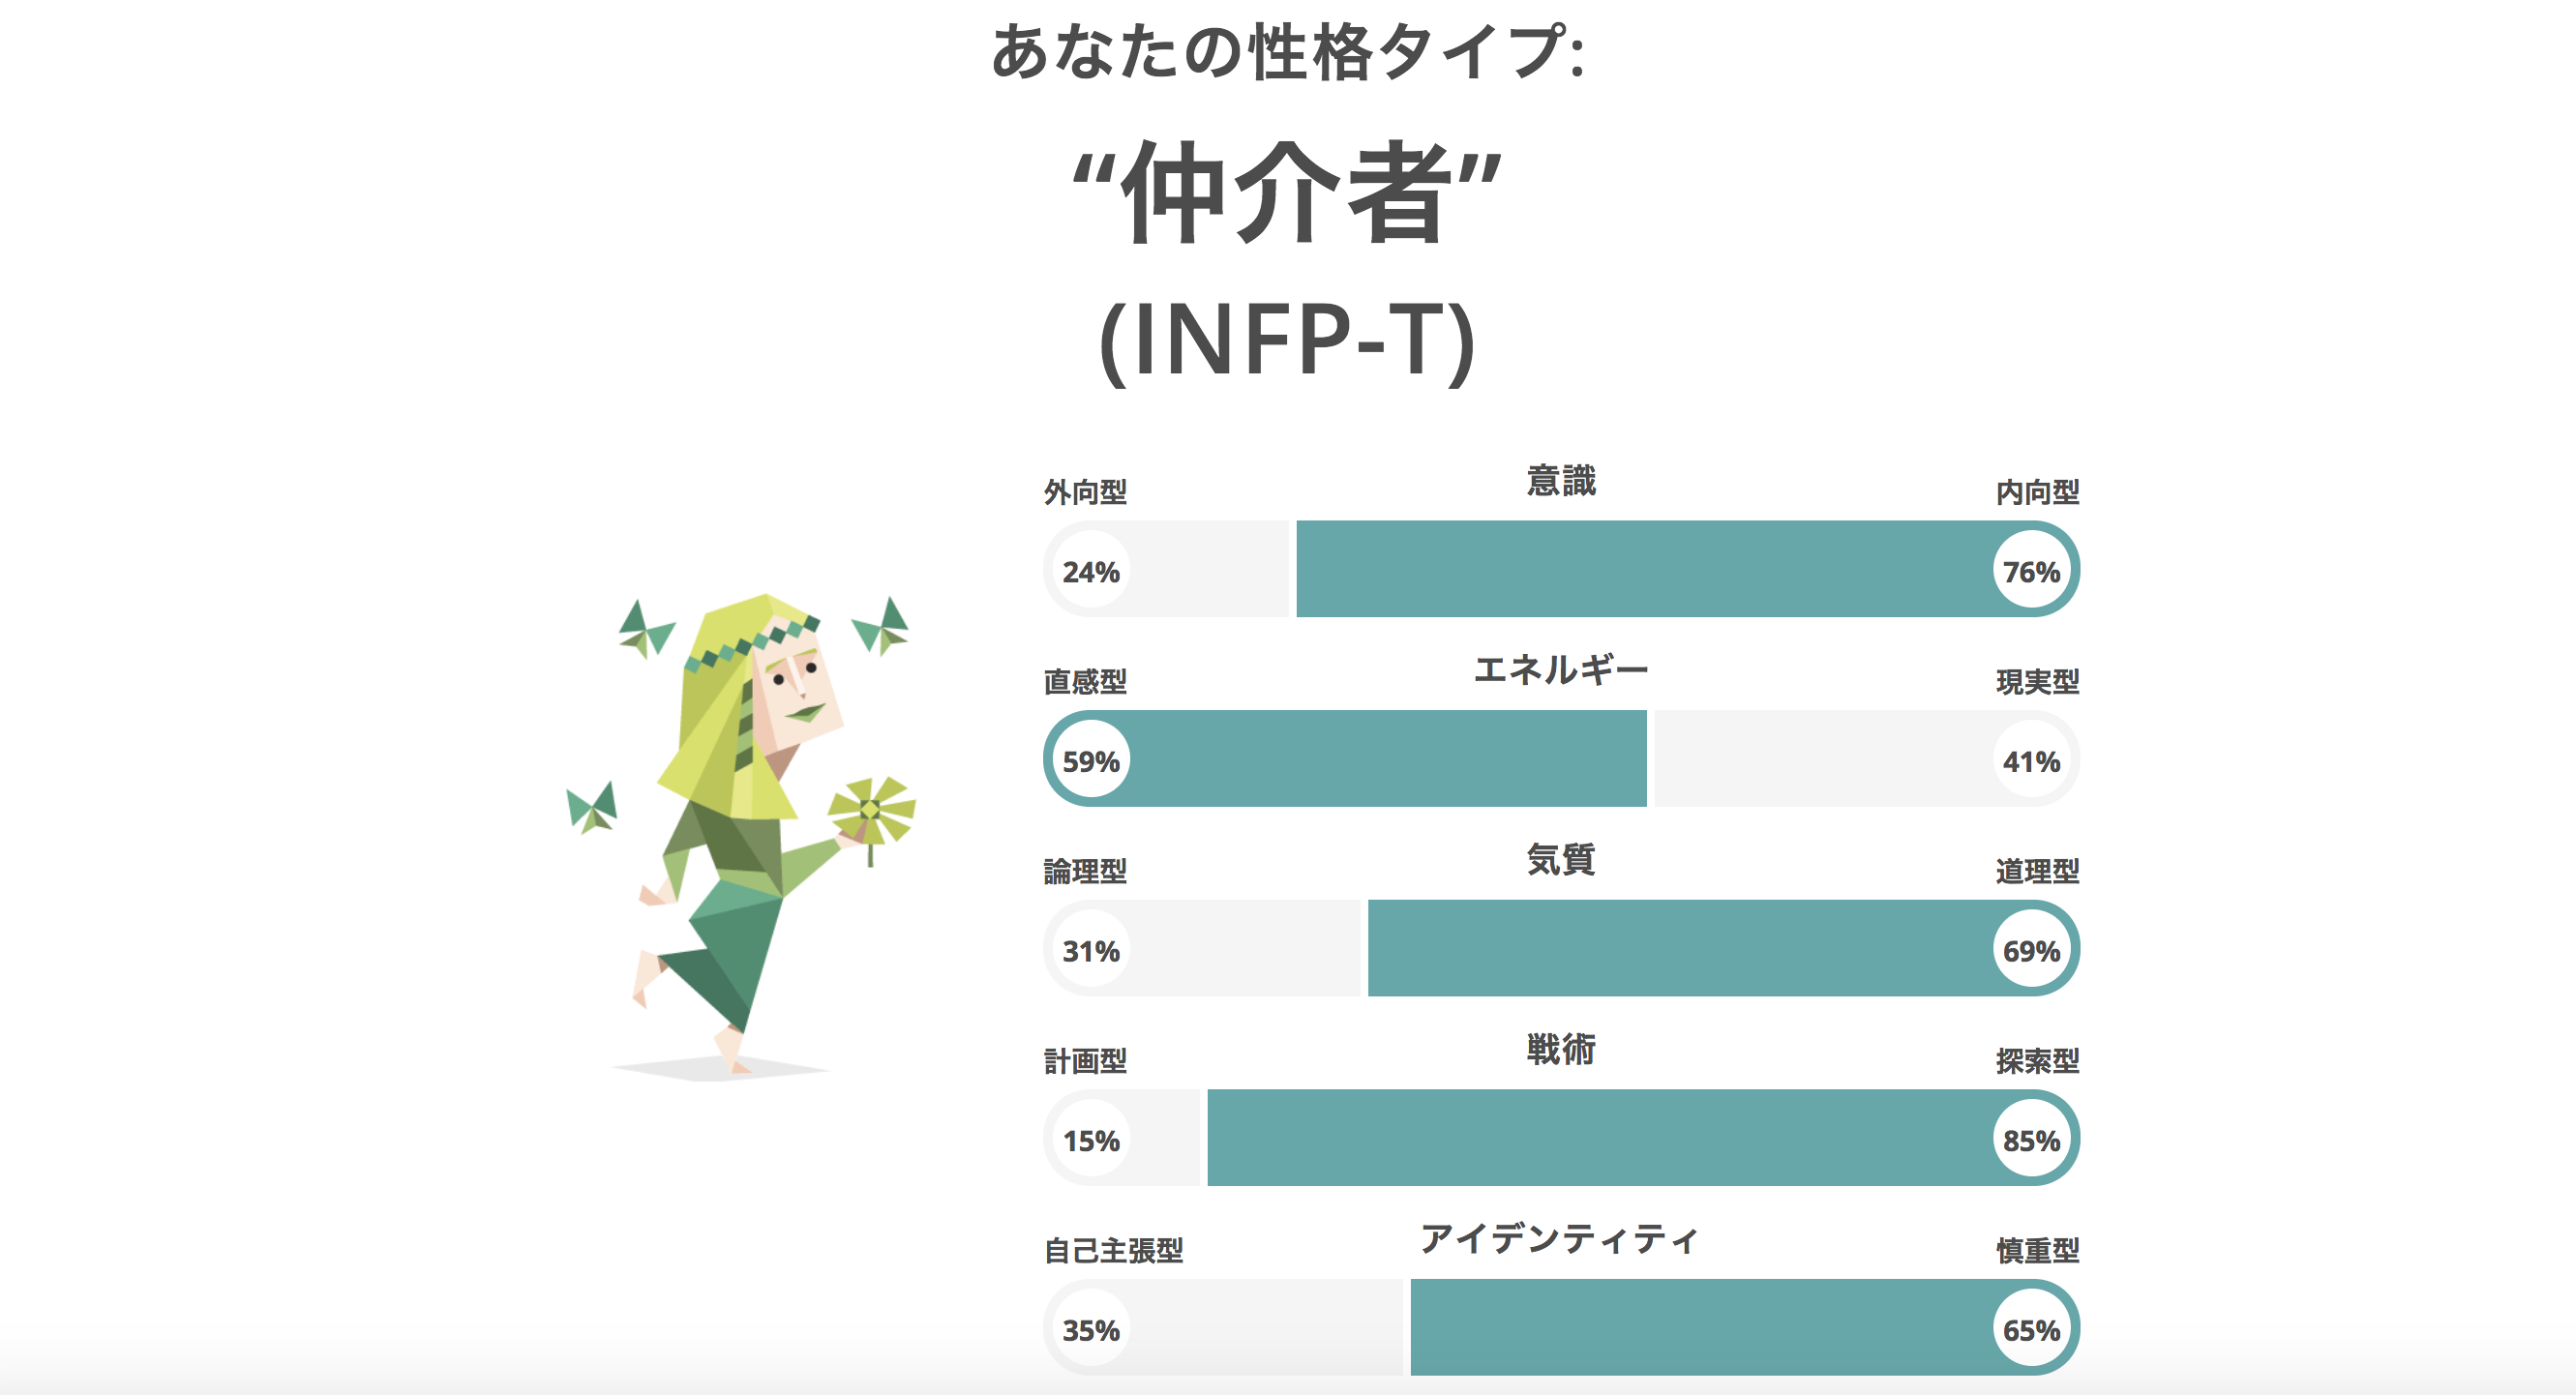 あなたの性格タイプ:
“仲介者”
(INFP-T)
意識
外向型 内向型
24% 76%
エネルギー
直感型 現実型
59% 41%
気質
論理型 道理型
31% 69%
戦術
計画型 探索型
15% 85%
アイデンティティ
自己主張型 慎重型
35% 65%